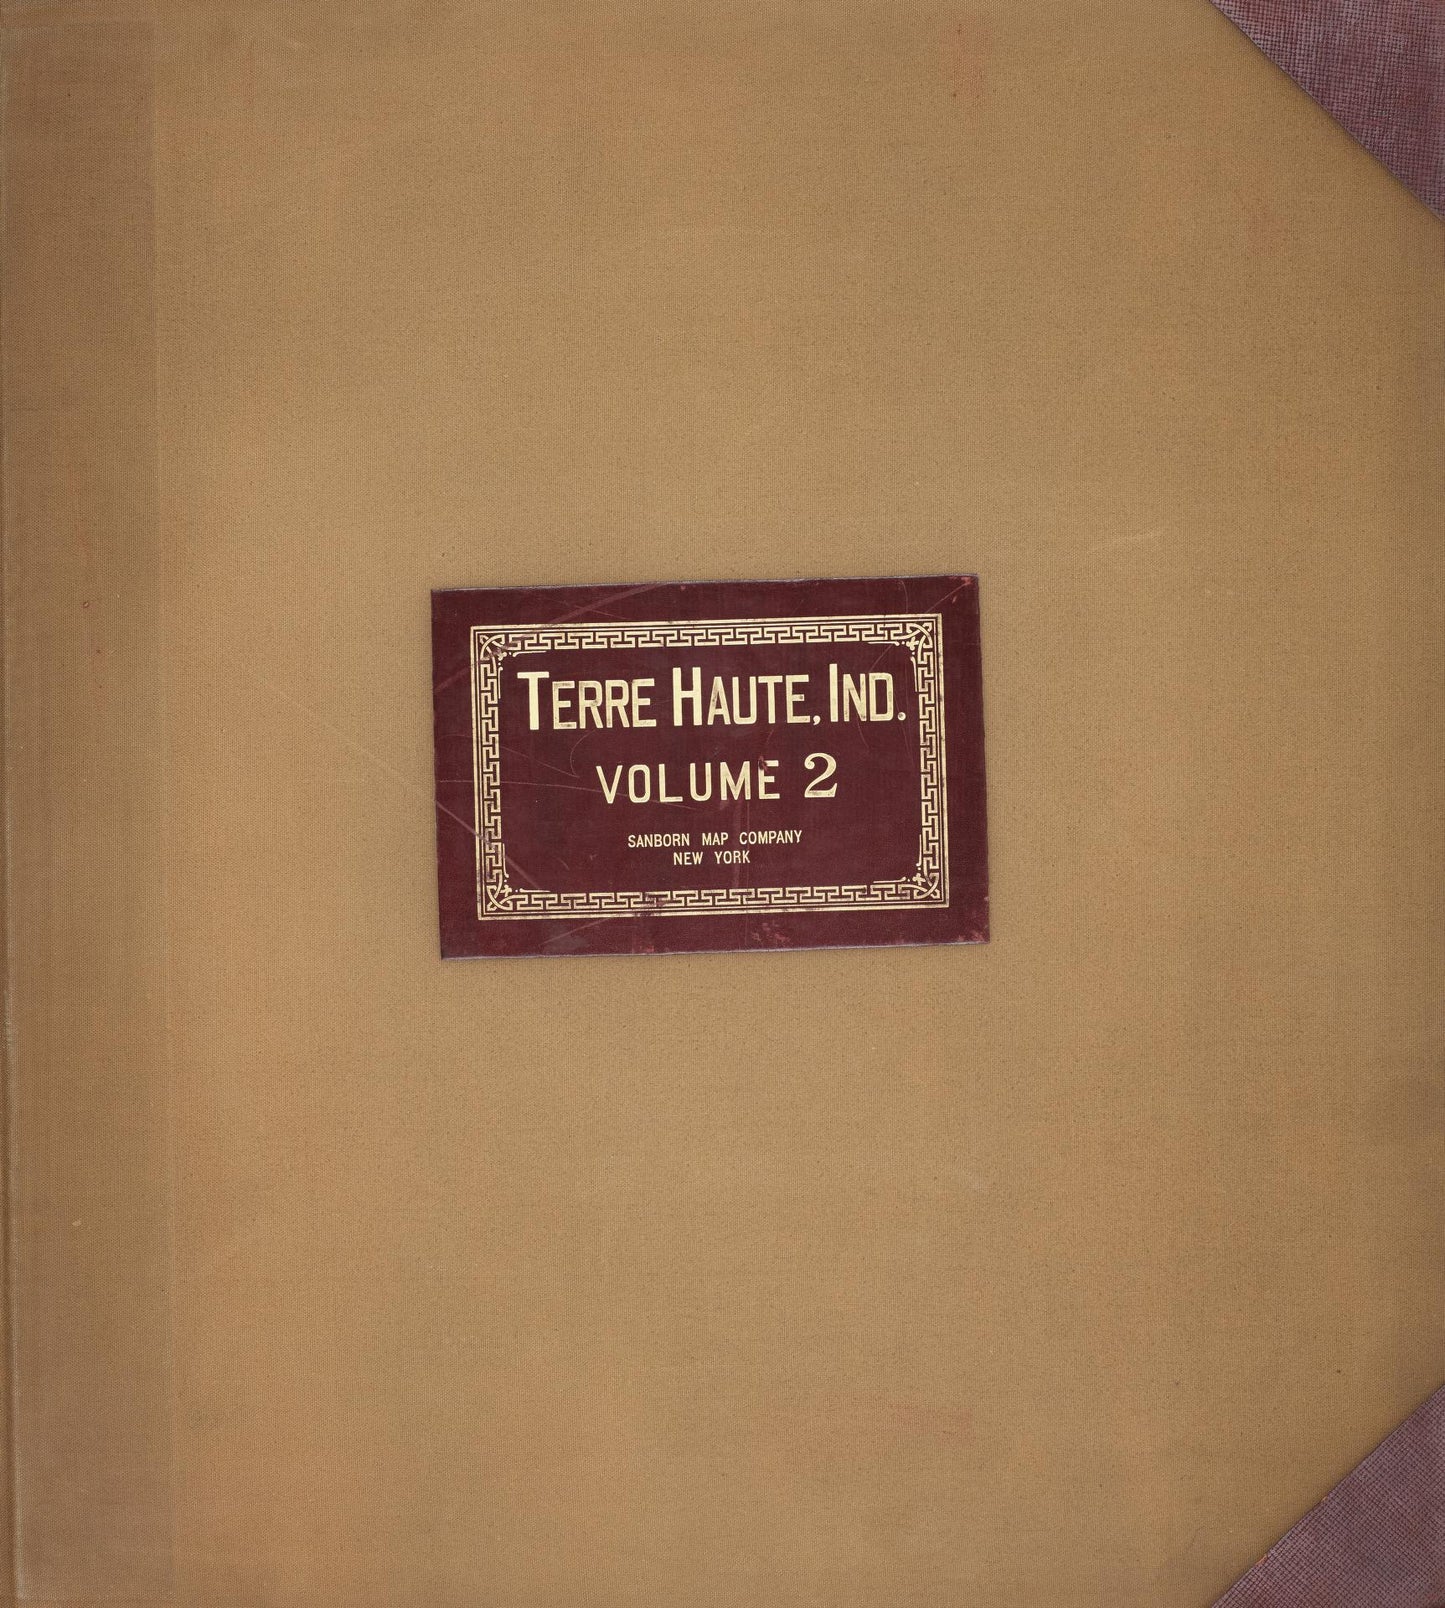 TERRE HAUTE, IND.
VOLUME 2
SANBORN MAP COMPANY
NEW YORK